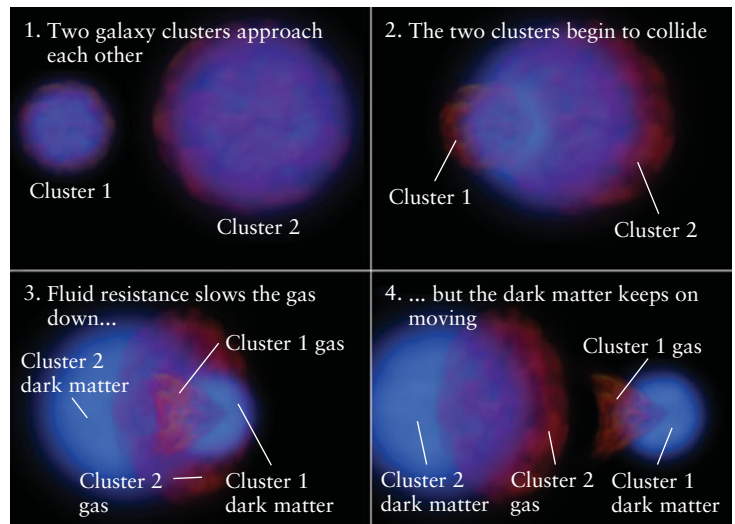 1. Two galaxy clusters approach
each other
Cluster 1
Cluster 2
2. The two clusters begin to collide
Cluster 1
Cluster 2
3. Fluid resistance slows the gas
down...
Cluster 1 gas
Cluster 2
dark matter
Cluster 2
gas
Cluster 1
dark matter
4. ... but the dark matter keeps on
moving
Cluster 1 gas
Cluster 2
dark matter
Cluster 2
gas
Cluster 1
dark matter